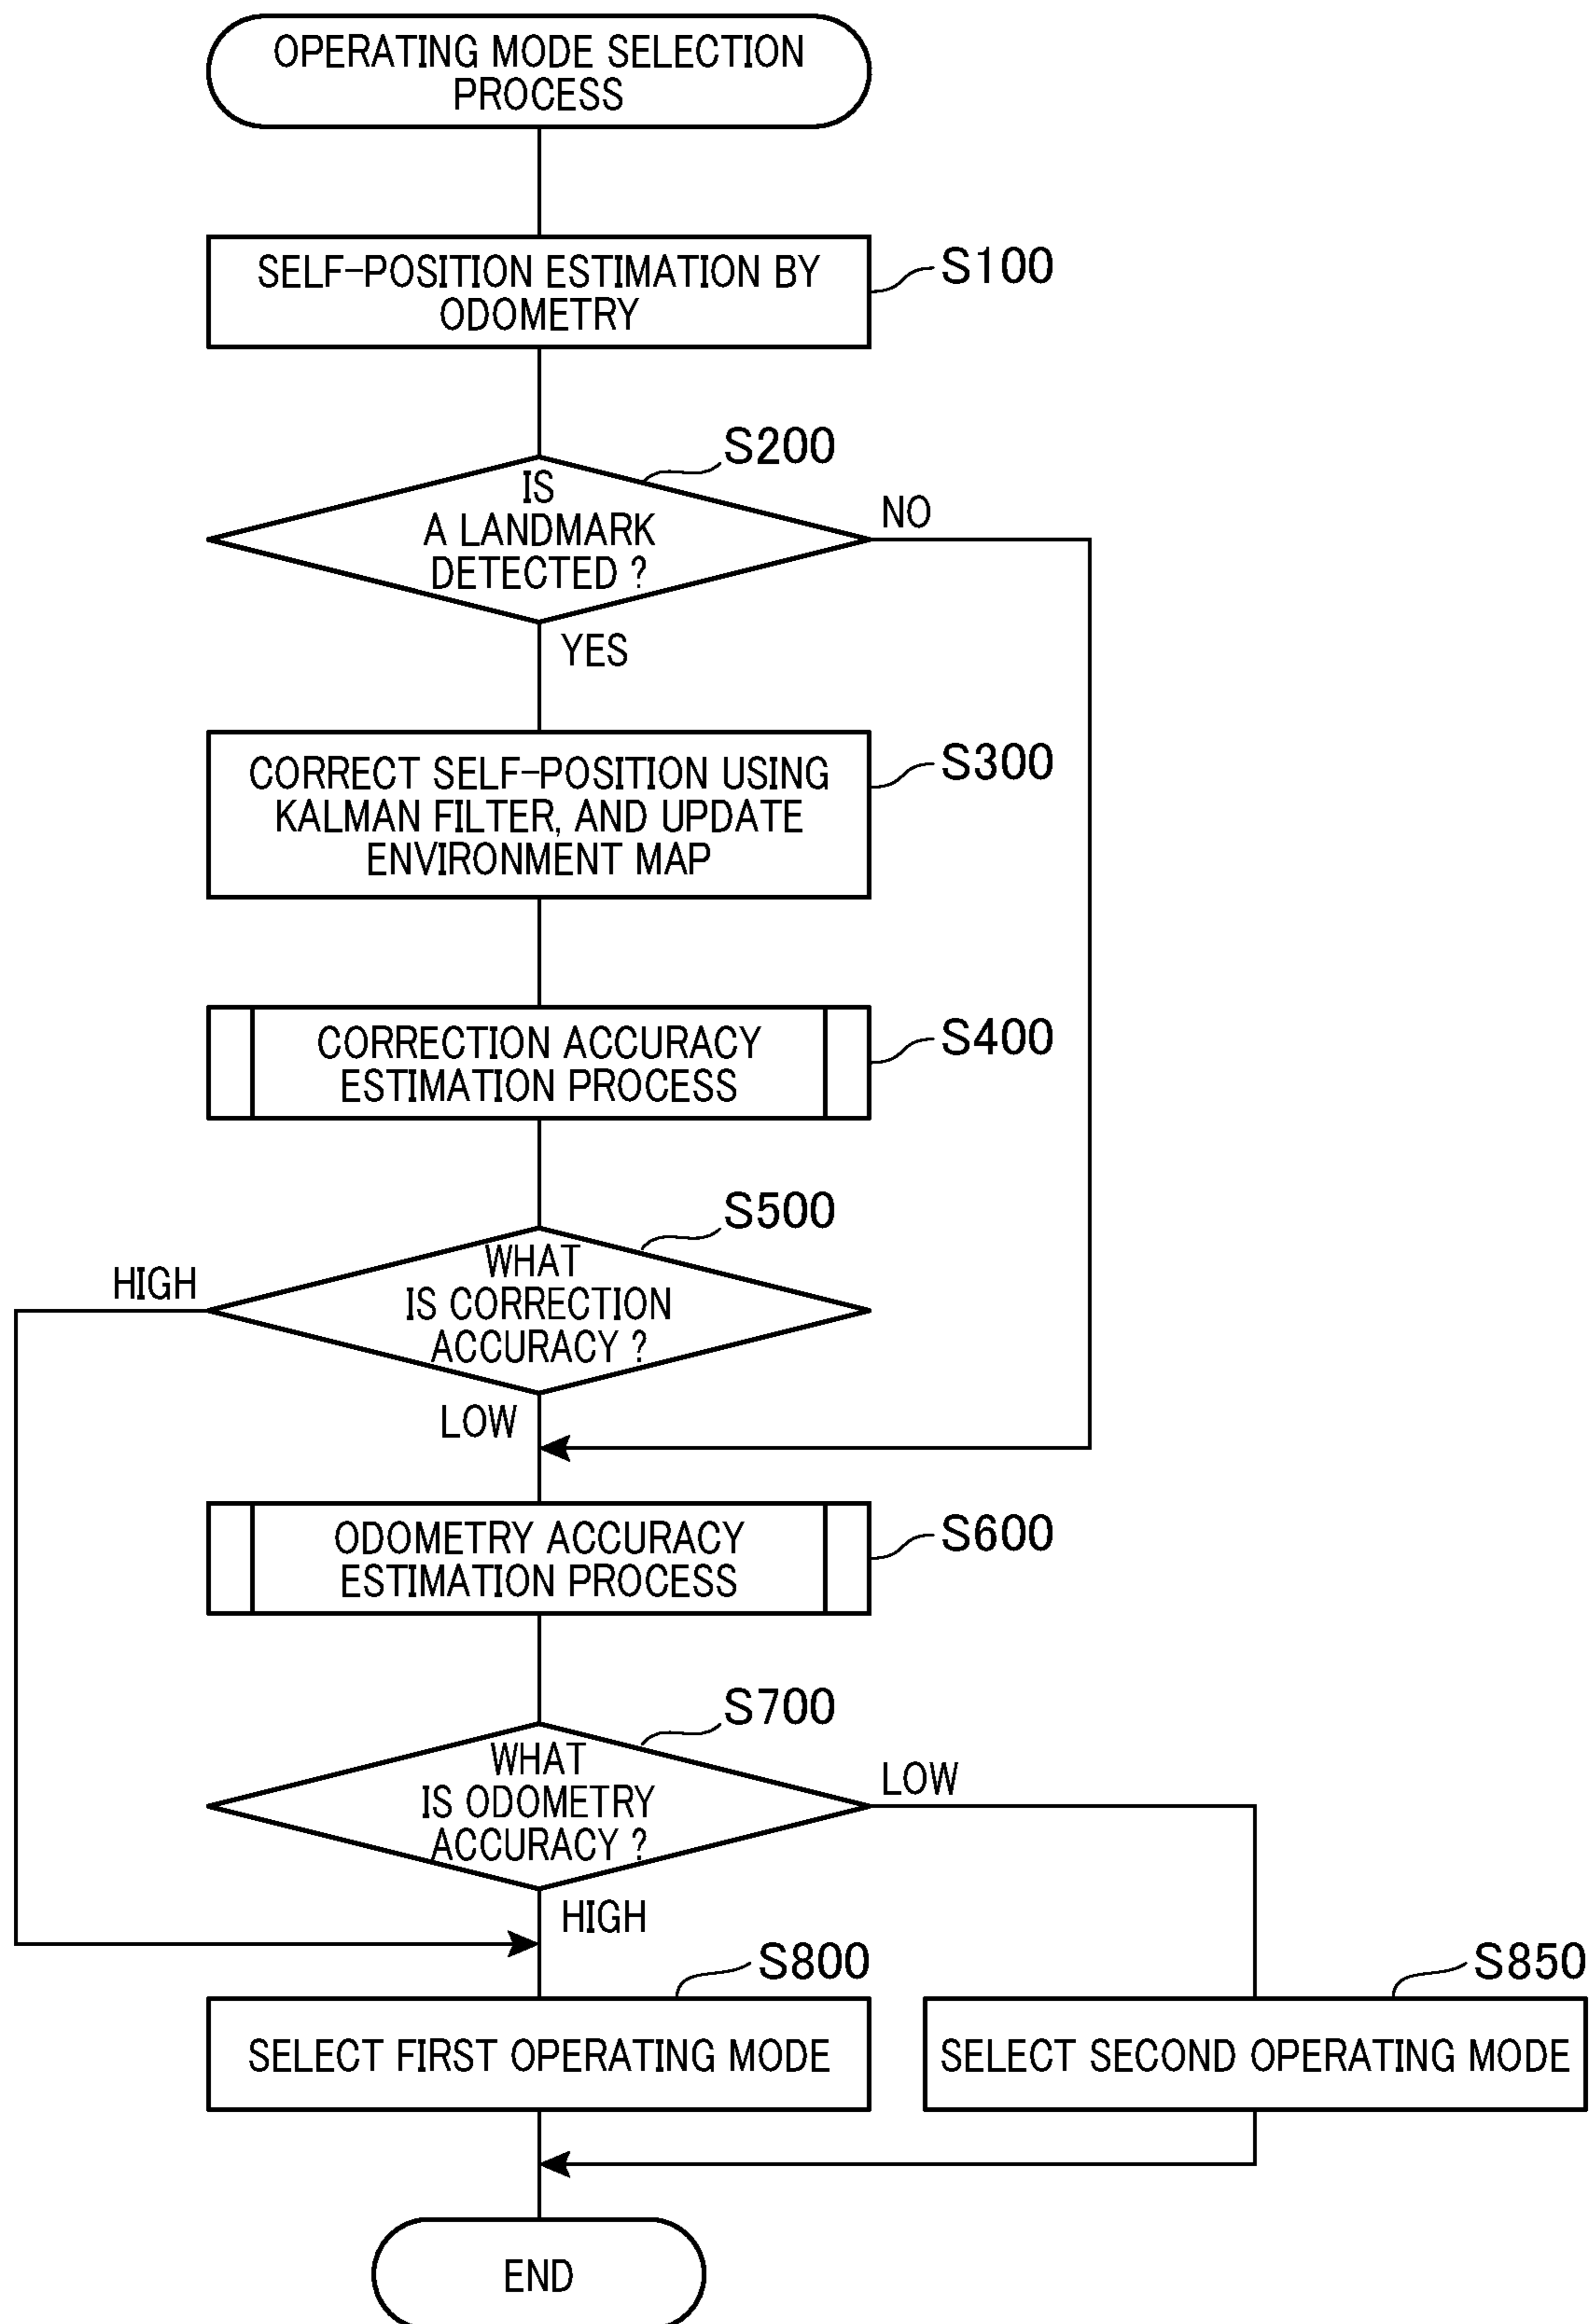 OPERATING MODE SELECTION
PROCESS
SELF-POSITION ESTIMATION BY
ODOMETRY
S100
S200
IS
A LANDMARK
DETECTED ?
NO
YES
CORRECT SELF-POSITION USING
KALMAN FILTER, AND UPDATE
ENVIRONMENT MAP
S300
CORRECTION ACCURACY
ESTIMATION PROCESS
S400
S500
WHAT
IS CORRECTION
ACCURACY ?
HIGH
LOW
ODOMETRY ACCURACY
ESTIMATION PROCESS
S600
S700
WHAT
IS ODOMETRY
ACCURACY ?
LOW
HIGH
S800
SELECT FIRST OPERATING MODE
S850
SELECT SECOND OPERATING MODE
END